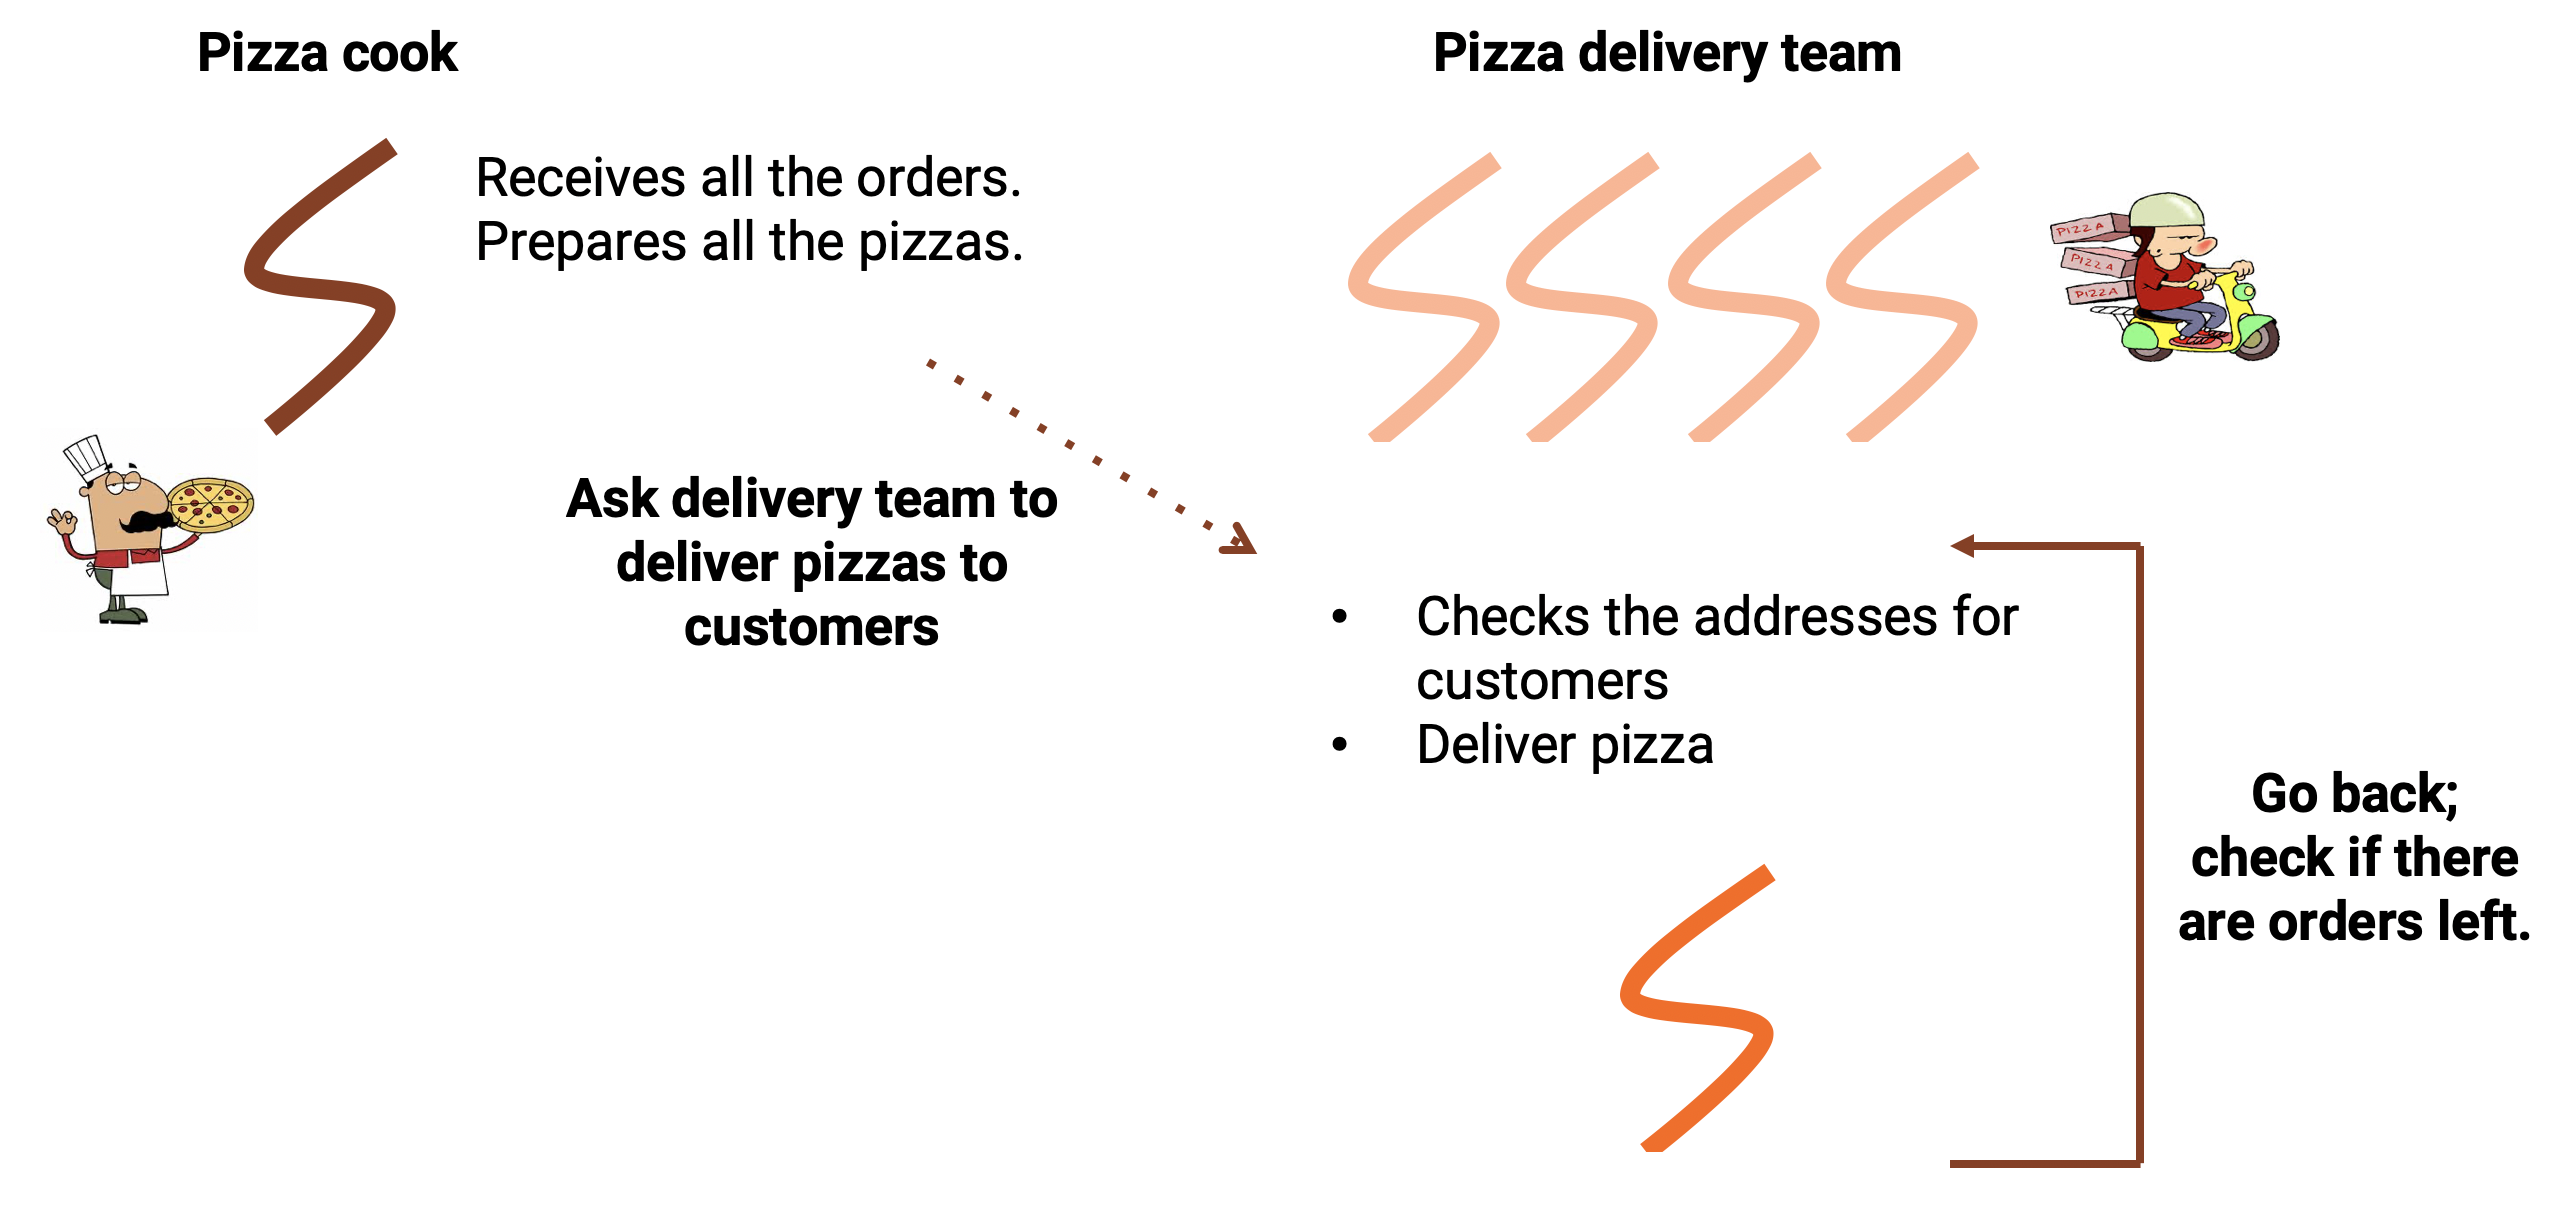 Pizza cook
Receives all the orders.
Prepares all the pizzas.
Ask delivery team to
deliver pizzas to
customers
Pizza delivery team
PIZZA
PIZZA
PIZZA
• Checks the addresses for
customers
• Deliver pizza
Go back;
check if there
are orders left.